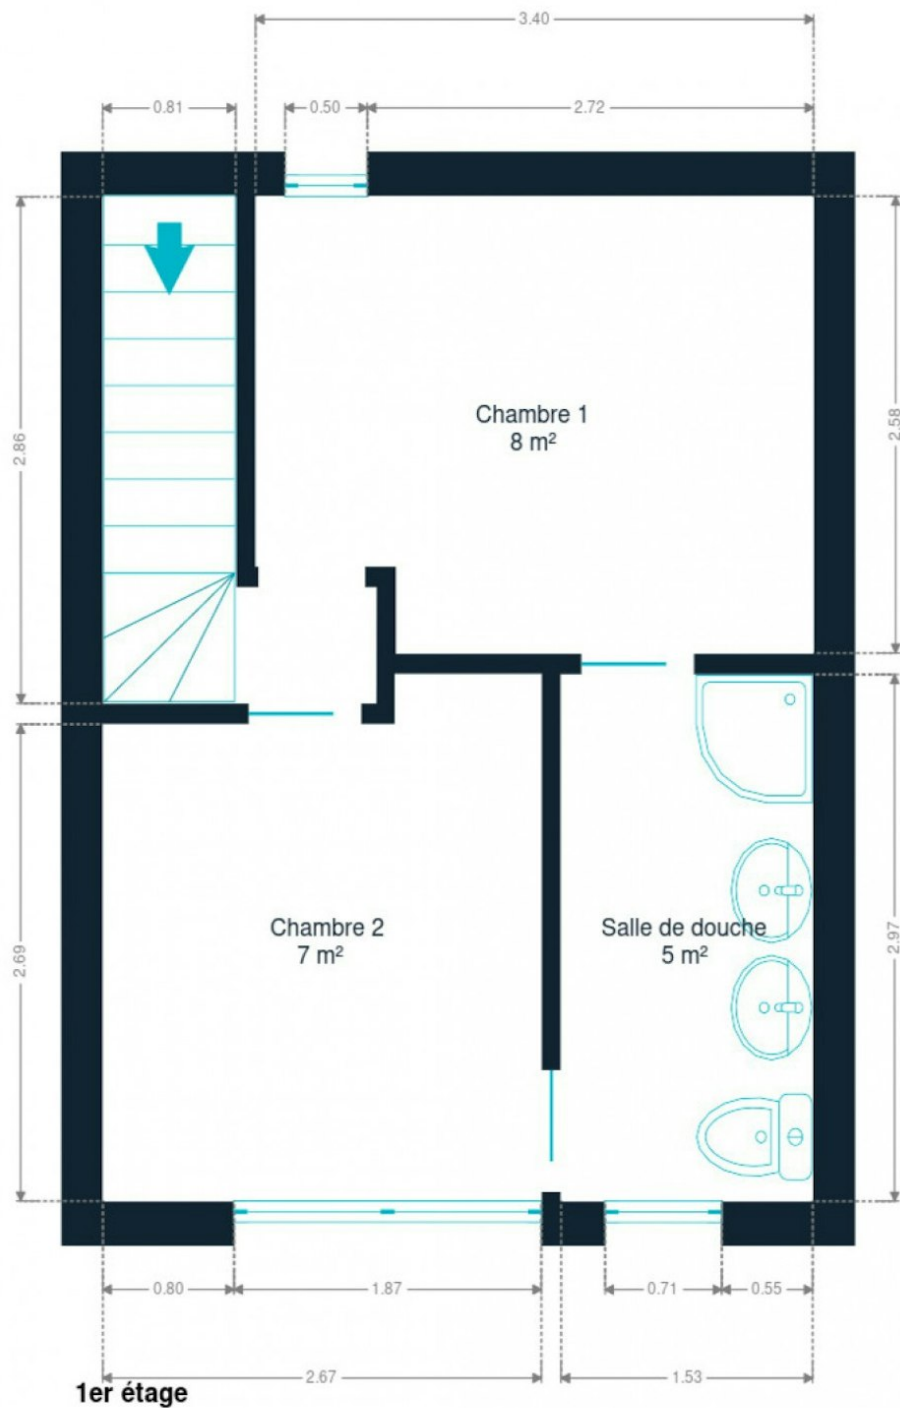 3.40
0.81
0.50
2.72
2.86
2.58
Chambre 1
8 m²
2.69
2.97
Chambre 2
7 m²
Salle de douche
5 m²
0.80
1.87
0.71
0.55
2.67
1.53
1er étage